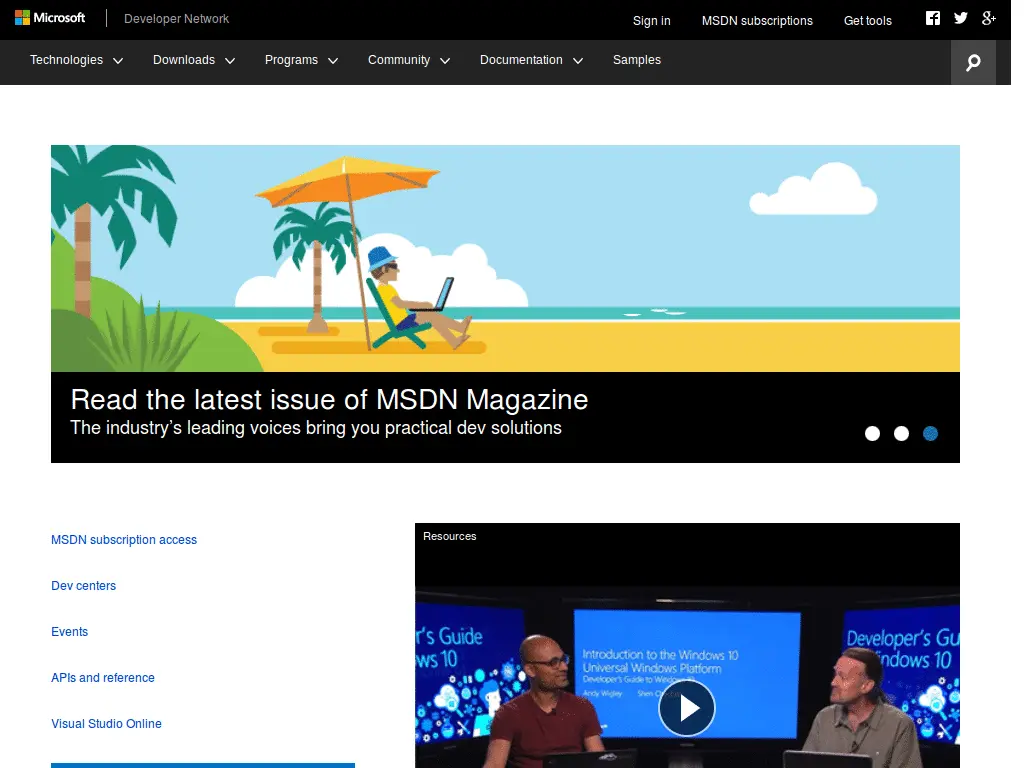 Microsoft
Developer Network
Sign in
MSDN subscriptions
Get tools
Technologies
Downloads
Programs
Community
Documentation
Samples
Read the latest issue of MSDN Magazine
The industry's leading voices bring you practical dev solutions
MSDN subscription access
Dev centers
Events
APIs and reference
Visual Studio Online
Resources
r's Guide
ws 10
Introduction to the Windows 10
Universal Windows Platform
Developer's Guide to Windows 10
Andy Wigley
Developer's Gu
indows 10